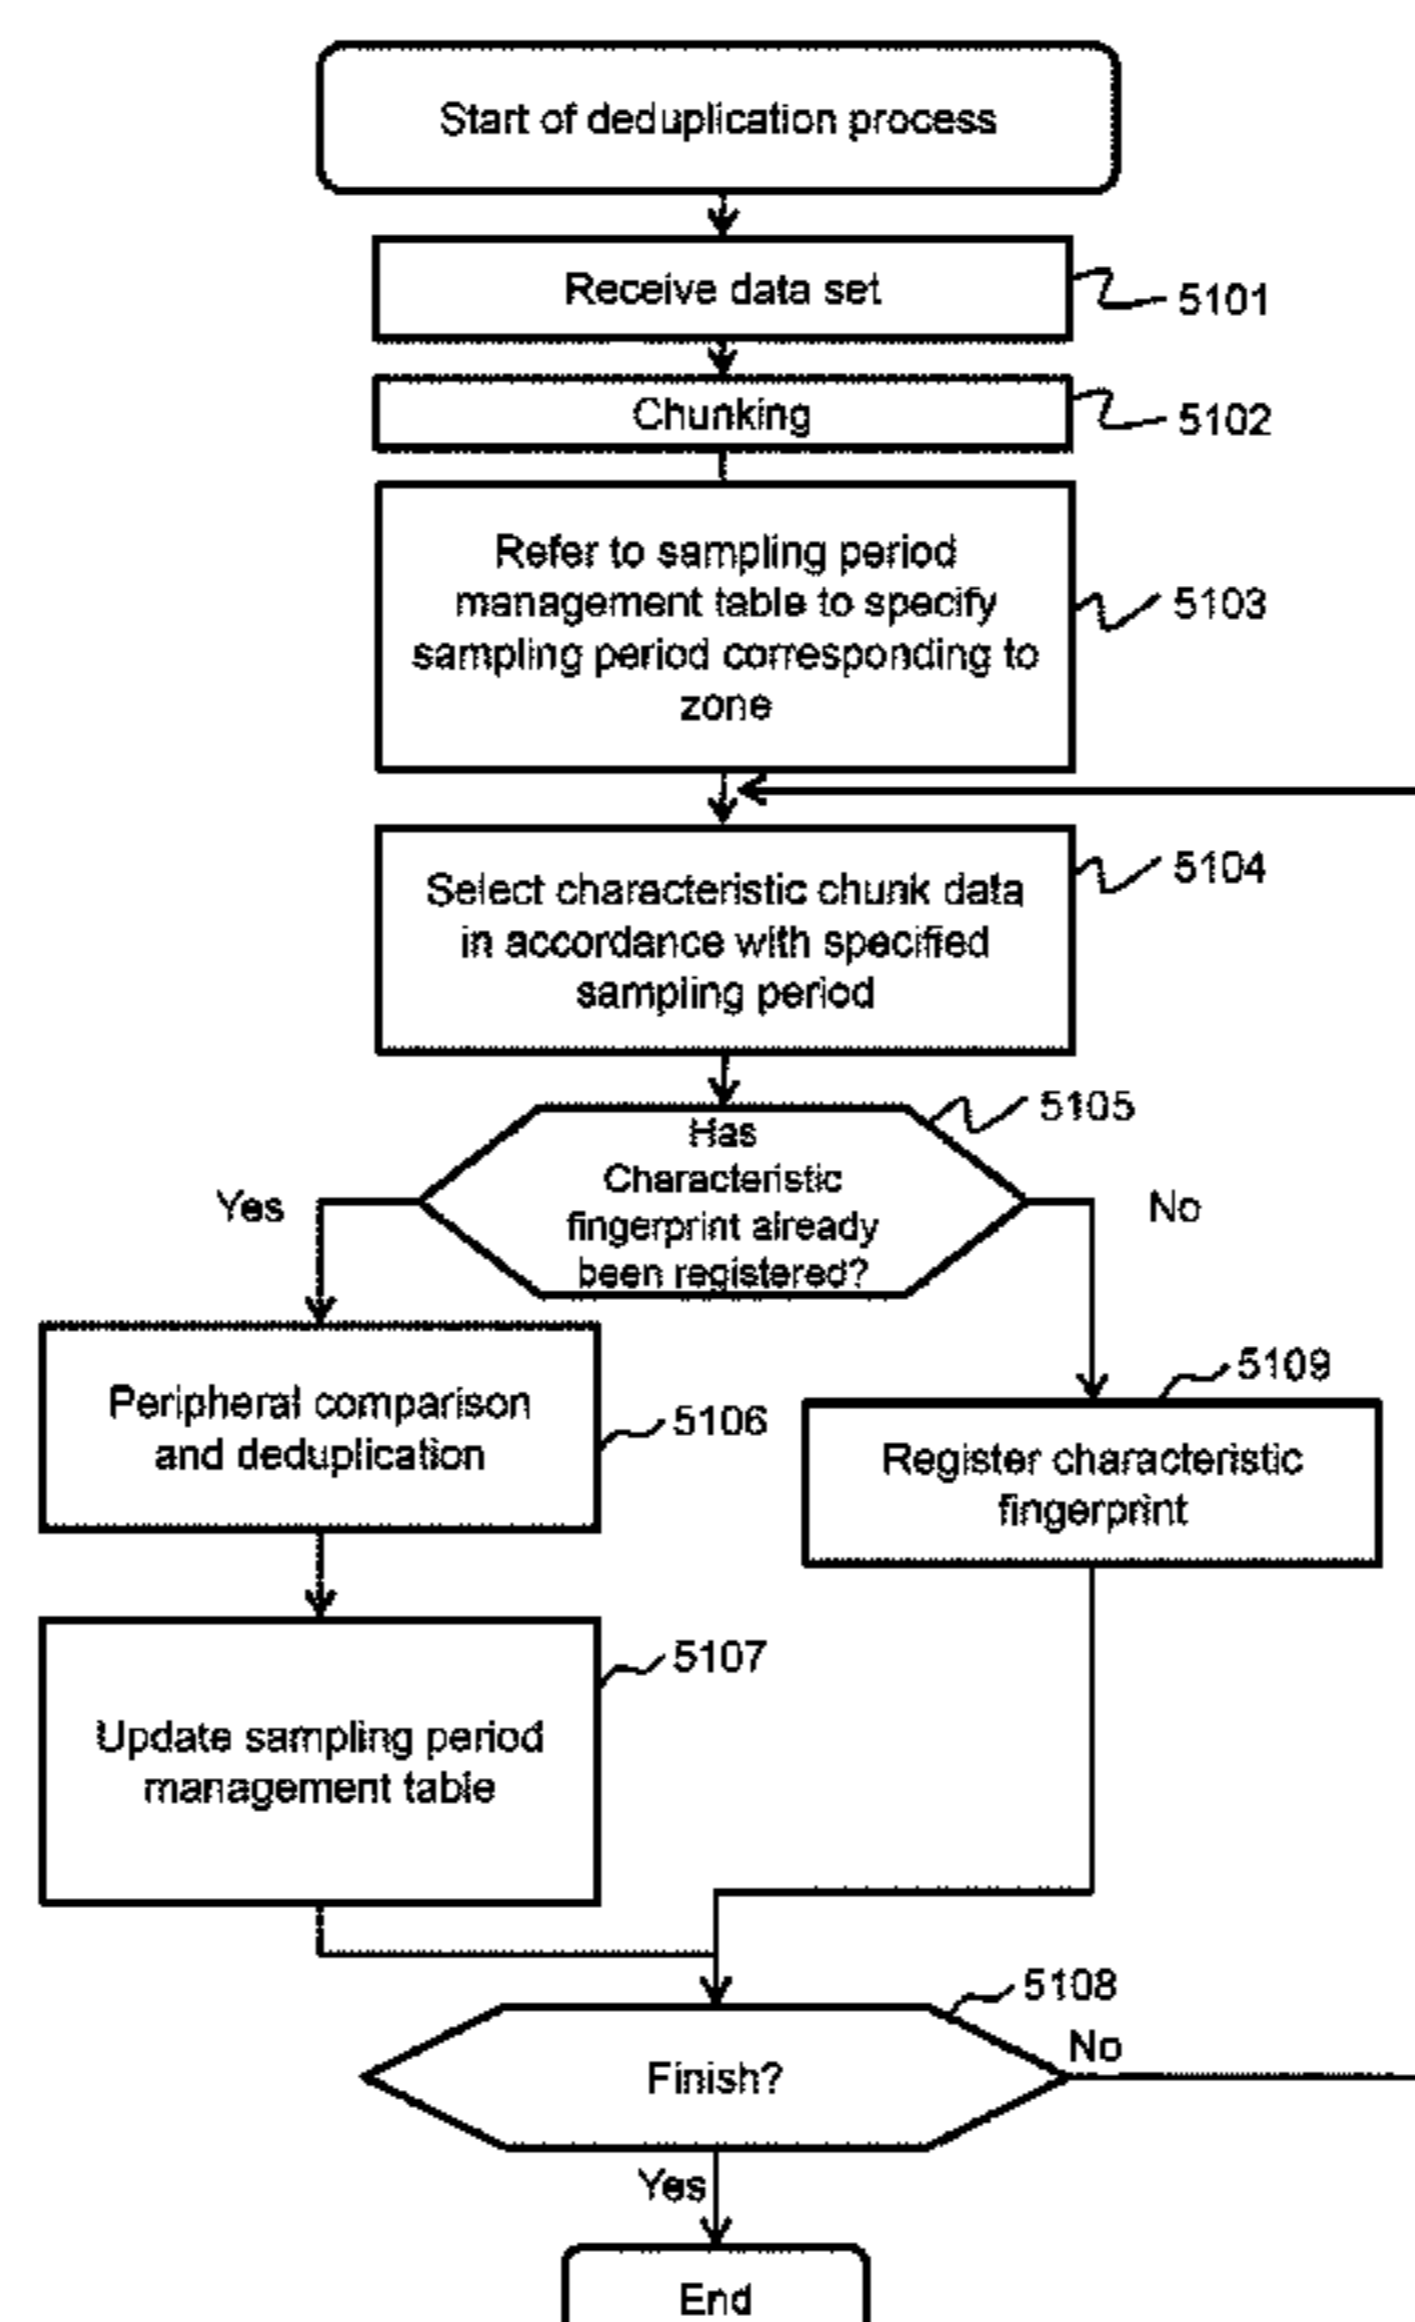 Start of deduplication process
Receive data set
5101
Chunking
5102
Refer to sampling period
management table to specify
sampling period corresponding to
zone
5103
Select characteristic chunk data
in accordance with specified
sampling period
5104
5105
Has
Characteristic
fingerprint already
been registered?
Yes
No
Peripheral comparison
and deduplication
5106
5109
Register characteristic
fingerprint
Update sampling period
management table
5107
5108
Finish?
No
Yes
End